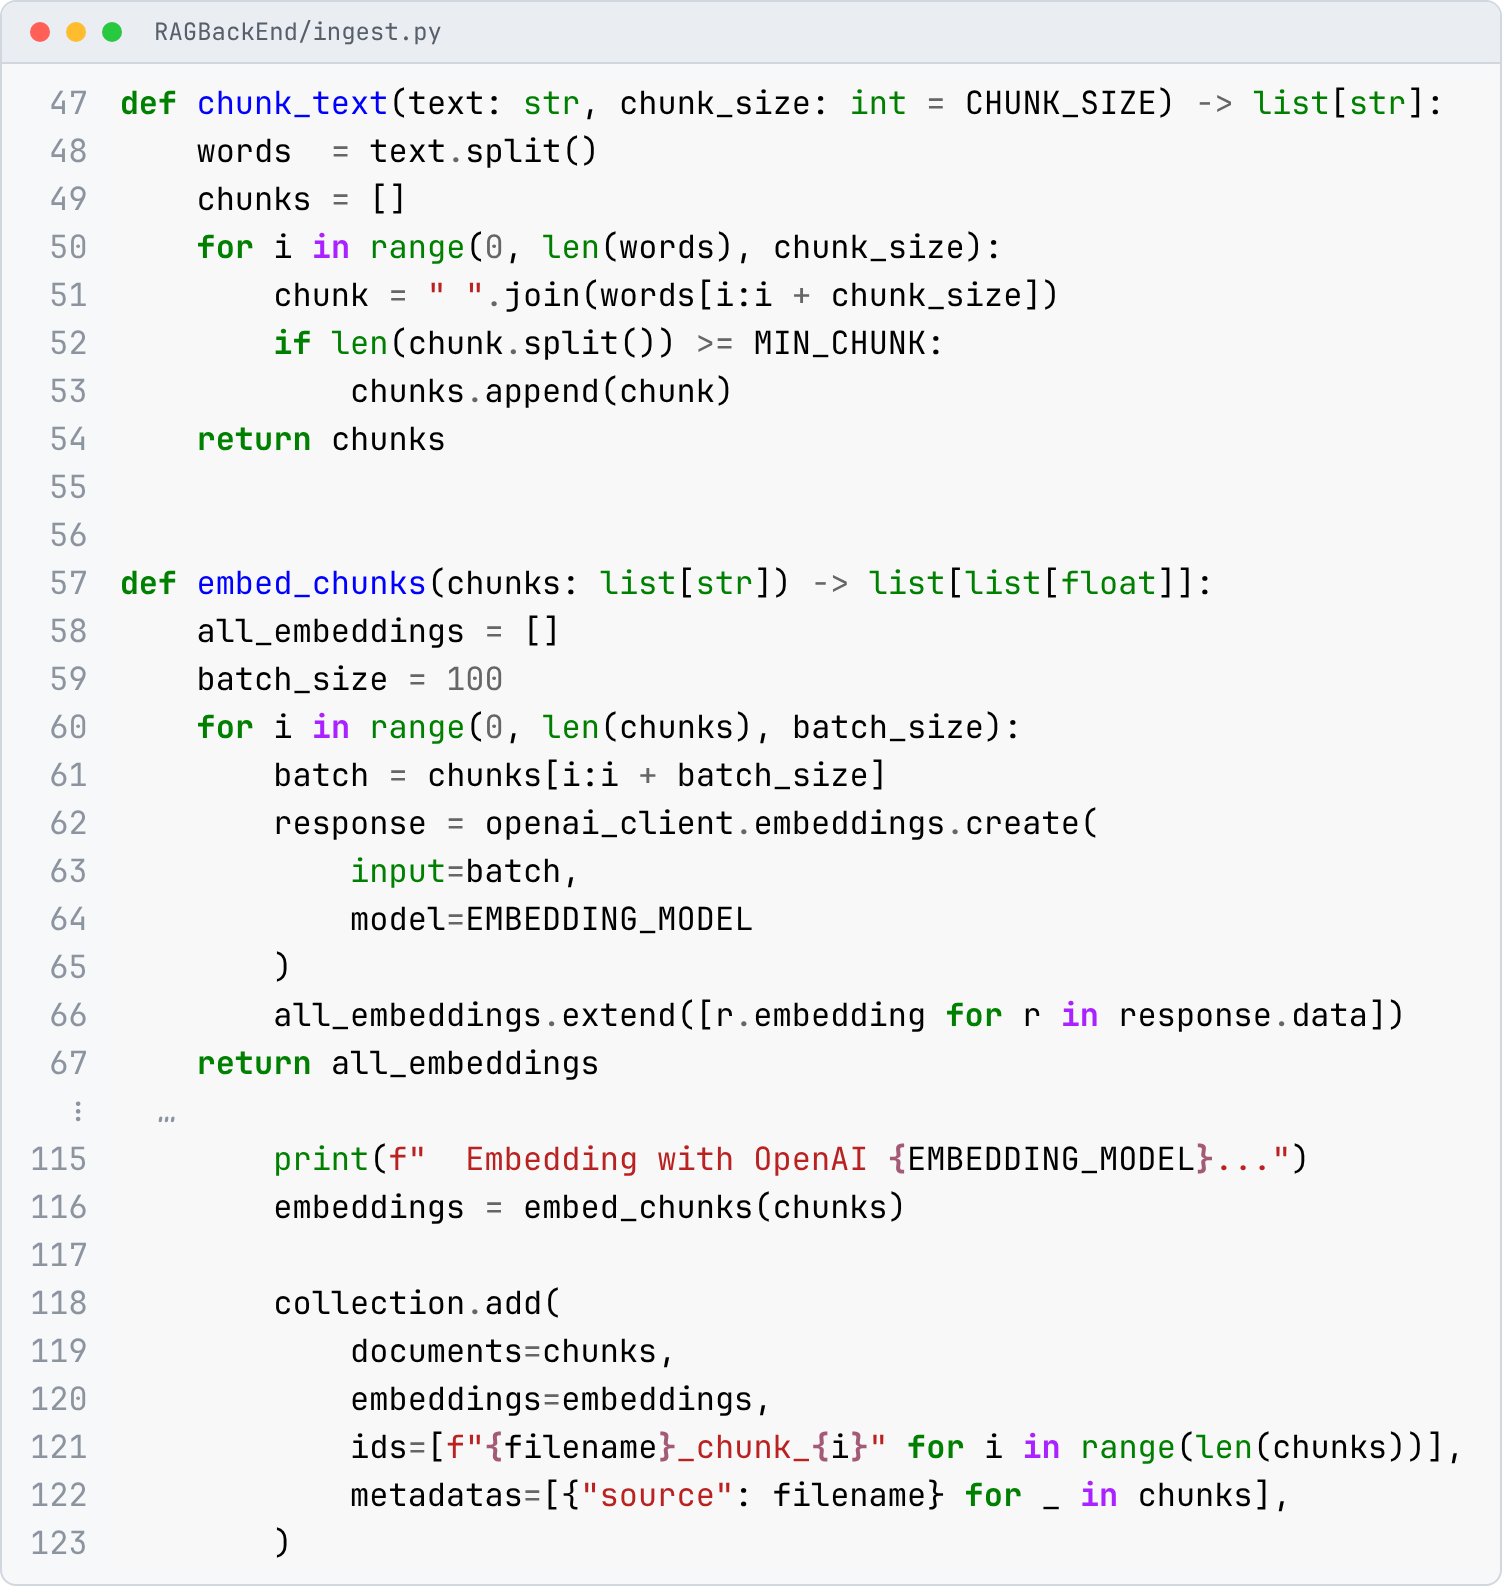 RAGBackEnd/ingest.py
47 def chunk_text(text: str, chunk_size: int = CHUNK_SIZE) -> list[str]:
48     words  = text.split()
49     chunks = []
50     for i in range(0, len(words), chunk_size):
51         chunk = " ".join(words[i:i + chunk_size])
52         if len(chunk.split()) >= MIN_CHUNK:
53             chunks.append(chunk)
54     return chunks
55
56
57 def embed_chunks(chunks: list[str]) -> list[list[float]]:
58     all_embeddings = []
59     batch_size = 100
60     for i in range(0, len(chunks), batch_size):
61         batch = chunks[i:i + batch_size]
62         response = openai_client.embeddings.create(
63             input=batch,
64             model=EMBEDDING_MODEL
65         )
66         all_embeddings.extend([r.embedding for r in response.data])
67     return all_embeddings
⋮ …
115         print(f"  Embedding with OpenAI {EMBEDDING_MODEL}...")
116         embeddings = embed_chunks(chunks)
117
118         collection.add(
119             documents=chunks,
120             embeddings=embeddings,
121             ids=[f"{filename}_chunk_{i}" for i in range(len(chunks))],
122             metadatas=[{"source": filename} for _ in chunks],
123         )